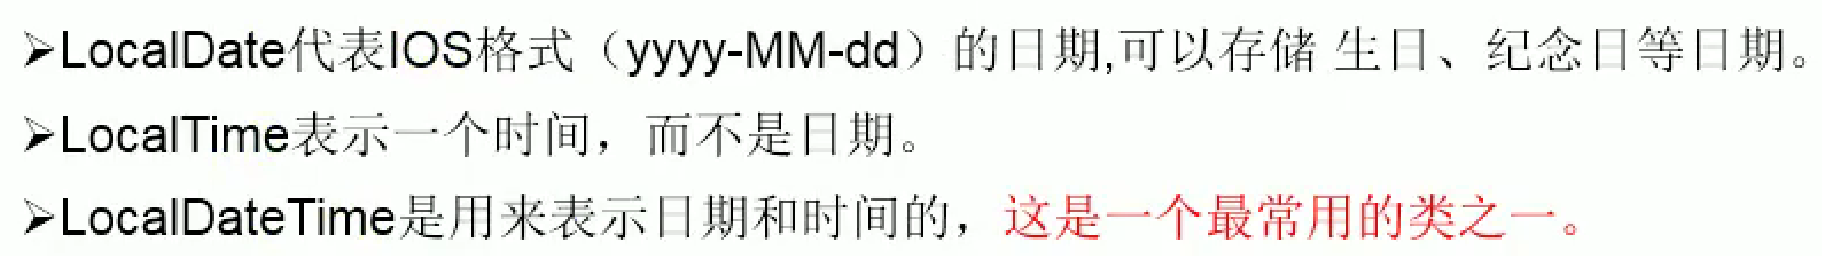 ➢LocalDate代表IOS格式（yyyy-MM-dd）的日期,可以存储 生日、纪念日等日期。
➢LocalTime表示一个时间，而不是日期。
➢LocalDateTime是用来表示日期和时间的，这是一个最常用的类之一。